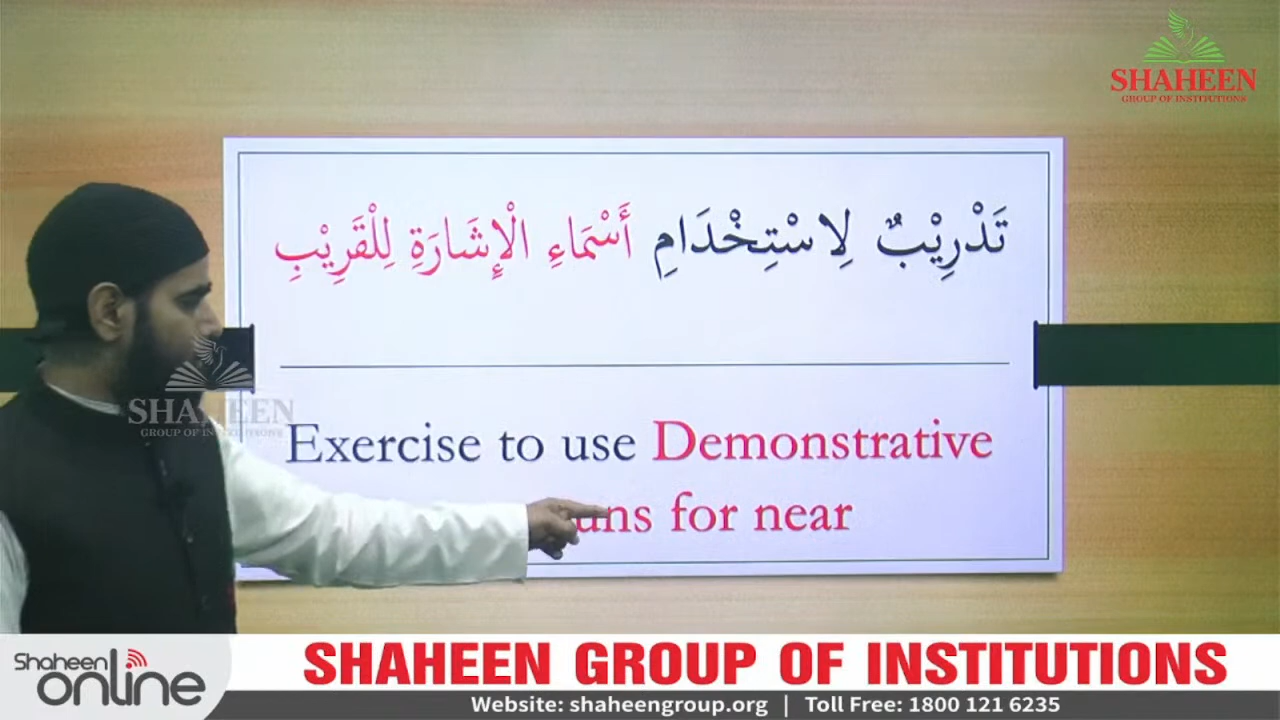 SHAHEEN
GROUP OF INSTITUTIONS
تَدْرِيْبٌ لِاسْتِخْدَامِ أَسْمَاءِ الْإِشَارَةِ لِلْقَرِيْبِ
SHAHEEN
Exercise to use Demonstrative
for near
Shaheen
online
SHAHEEN GROUP OF INSTITUTIONS
Website: shaheengroup.org | Toll Free: 1800 121 6235